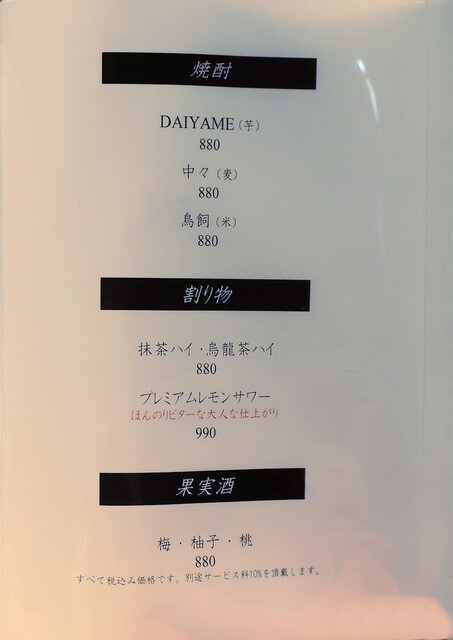 焼酎
DAIYAME（芋）
880
中々（麦）
880
鳥飼（米）
880
割り物
抹茶ハイ・烏龍茶ハイ
880
プレミアムレモンサワー
ほんのりビターな大人な仕上がり
990
果実酒
梅・柚子・桃
880
すべて税込み価格です。別途サービス料10%を頂戴します。